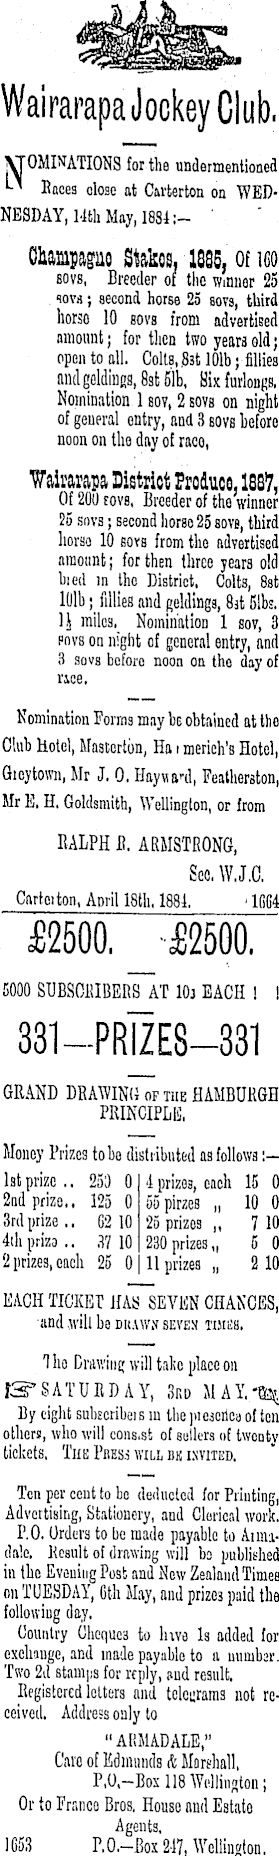 Wairarapa Jockey Club.
NOMINATIONS for the undermentioned
Races close at Carterton on WED-
NESDAY, 14th May, 1884:—
Champagne Stakes, 1885, Of 160
sovs. Breeder of the winner 25
sovs; second horse 25 sovs, third
horse 10 sovs from advertised
amount; for then two years old;
open to all. Colts, 8st 10lb; fillies
and geldings, 8st 5lb. Six furlongs.
Nomination 1 sov, 2 sovs on night
of general entry, and 3 sovs before
noon on the day of race.
Wairarapa District Produce, 1887,
Of 200 sovs. Breeder of the winner
25 sovs; second horse 25 sovs, third
horse 10 sovs from the advertised
amount; for then three years old
bred in the District. Colts, 8st
10lb; fillies and geldings, 8st 5lbs.
1½ miles. Nomination 1 sov, 3
sovs on night of general entry, and
3 sovs before noon on the day of
race.
Nomination Forms may be obtained at the
Club Hotel, Masterton, Hammerich's Hotel,
Greytown, Mr J. O. Hayward, Featherston,
Mr E. H. Goldsmith, Wellington, or from
RALPH R. ARMSTRONG,
Sec. W.J.C.
Carterton, April 18th, 1884. 1664
£2500. £2500.
5000 SUBSCRIBERS AT 10s EACH ! !
331—PRIZES—331
GRAND DRAWING OF THE HAMBURGH
PRINCIPLE.
Money Prizes to be distributed as follows:—
1st prize .. 250 0 | 4 prizes, each 15 0
2nd prize.. 125 0 | 55 pirzes „ 10 0
3rd prize .. 62 10 | 25 prizes „ 7 10
4th prize .. 37 10 | 230 prizes „ 5 0
2 prizes, each 25 0 | 11 prizes „ 2 10
EACH TICKET HAS SEVEN CHANCES,
and will be DRAWN SEVEN TIMES.
The Drawing will take place on
☞ SATURDAY, 3RD MAY. ☜
By eight subscribers in the presence of ten
others, who will consist of sellers of twenty
tickets. THE PRESS WILL BE INVITED.
Ten per cent to be deducted for Printing,
Advertising, Stationery, and Clerical work.
P.O. Orders to be made payable to Arma-
dale. Result of drawing will be published
in the Evening Post and New Zealand Times
on TUESDAY, 6th May, and prizes paid the
following day.
Country Cheques to have 1s added for
exchange, and made payable to a number.
Two 2d stamps for reply, and result.
Registered letters and telegrams not re-
ceived. Address only to
"ARMADALE,"
Care of Edmunds & Marshall,
P.O.—Box 118 Wellington;
Or to France Bros. House and Estate
Agents,
1653 P.O.—Box 247, Wellington.